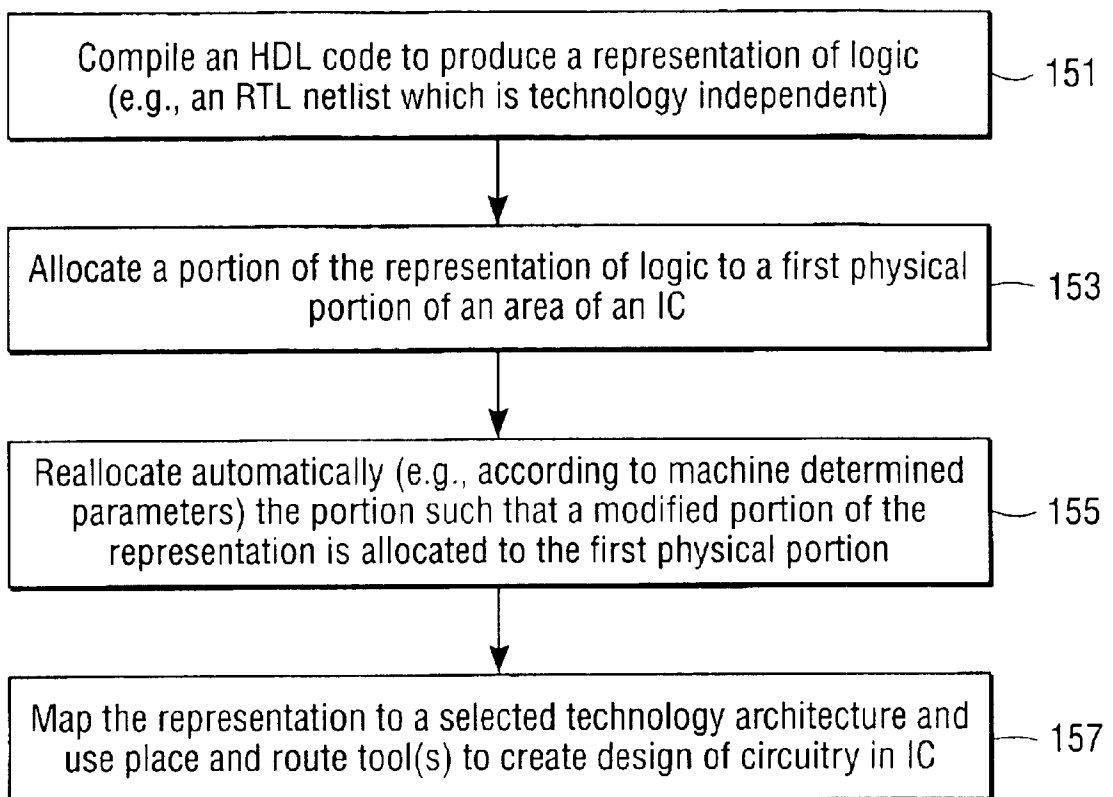 Compile an HDL code to produce a representation of logic
(e.g., an RTL netlist which is technology independent)
151
Allocate a portion of the representation of logic to a first physical
portion of an area of an IC
153
Reallocate automatically (e.g., according to machine determined
parameters) the portion such that a modified portion of the
representation is allocated to the first physical portion
155
Map the representation to a selected technology architecture and
use place and route tool(s) to create design of circuitry in IC
157